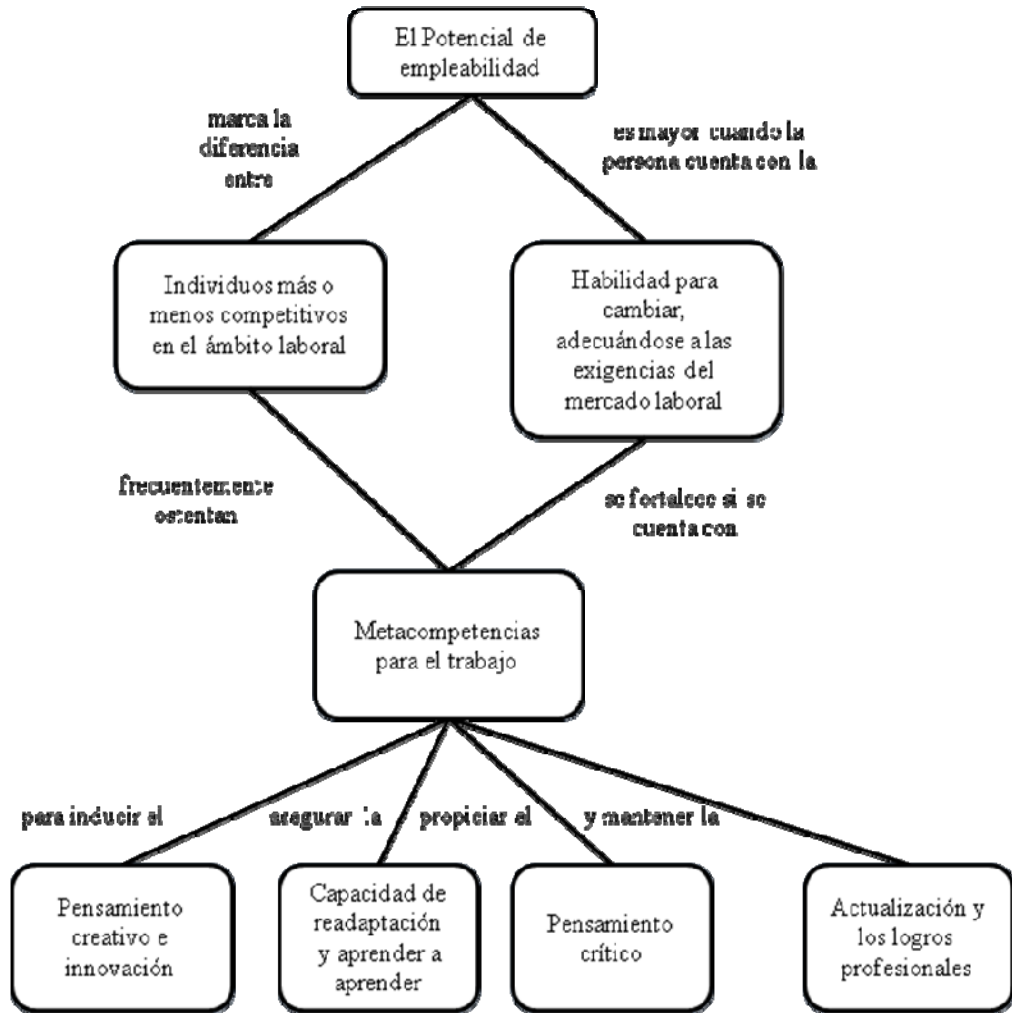 El Potencial de
empleabilidad
marca la
diferencia
entre
es mayor cuando la
persona cuenta con la
Individuos más o
menos competitivos
en el ámbito laboral
Habilidad para
cambiar,
adecuándose a las
exigencias del
mercado laboral
frecuentemente
ostentan
se fortalece si se
cuenta con
Metacompetencias
para el trabajo
para inducir el
asegurar la
propiciar el
y mantener la
Pensamiento
creativo e
innovación
Capacidad de
readaptación
y aprender a
aprender
Pensamiento
crítico
Actualización y
los logros
profesionales